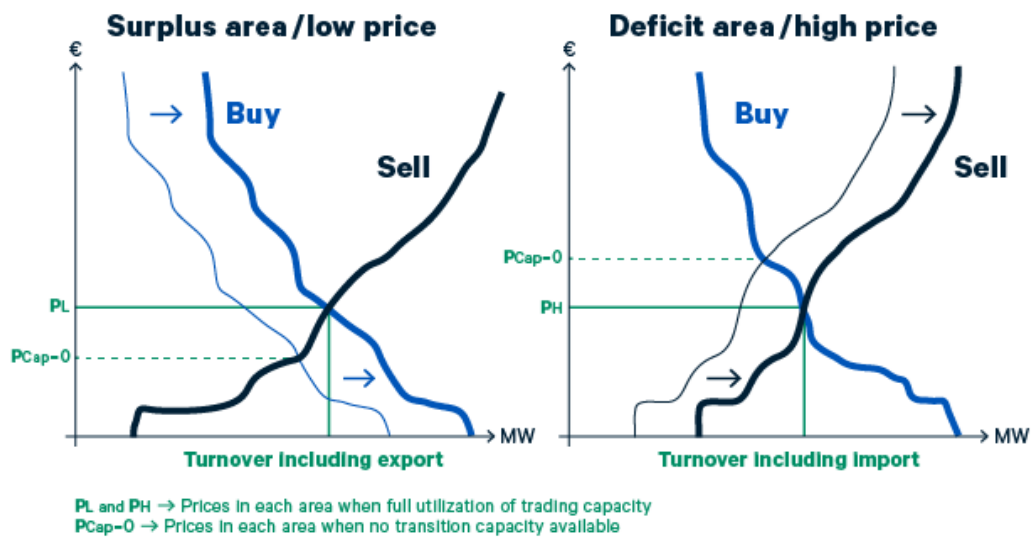 Surplus area/low price
€
Buy
Sell
PL
PCap-0
MW
Turnover including export
Deficit area/high price
€
Buy
Sell
PCap-0
PH
MW
Turnover including import
PL and PH → Prices in each area when full utilization of trading capacity
PCap-0 → Prices in each area when no transition capacity available